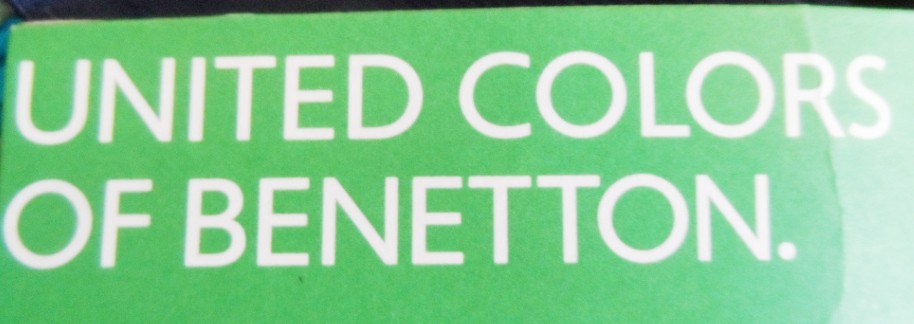 UNITED COLORS
OF BENETTON.